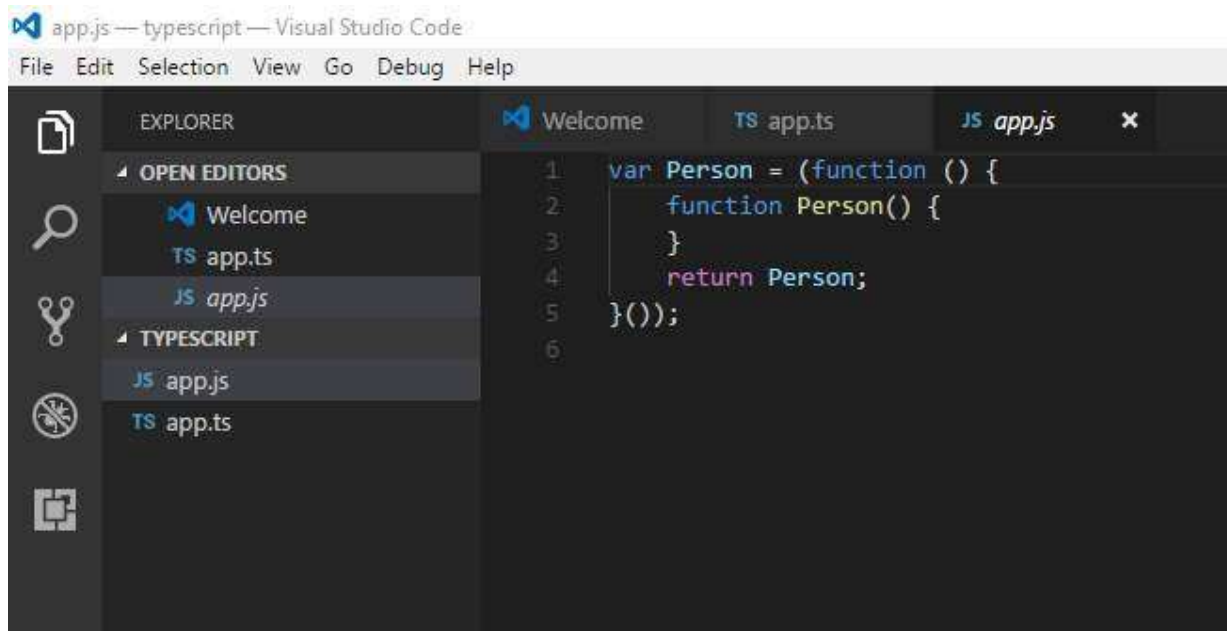 app.js — typescript — Visual Studio Code
File Edit Selection View Go Debug Help
EXPLORER
OPEN EDITORS
Welcome
TS app.ts
JS app.js
TYPESCRIPT
JS app.js
TS app.ts
Welcome TS app.ts JS app.js ×
1 var Person = (function () {
2     function Person() {
3     }
4     return Person;
5 }());
6